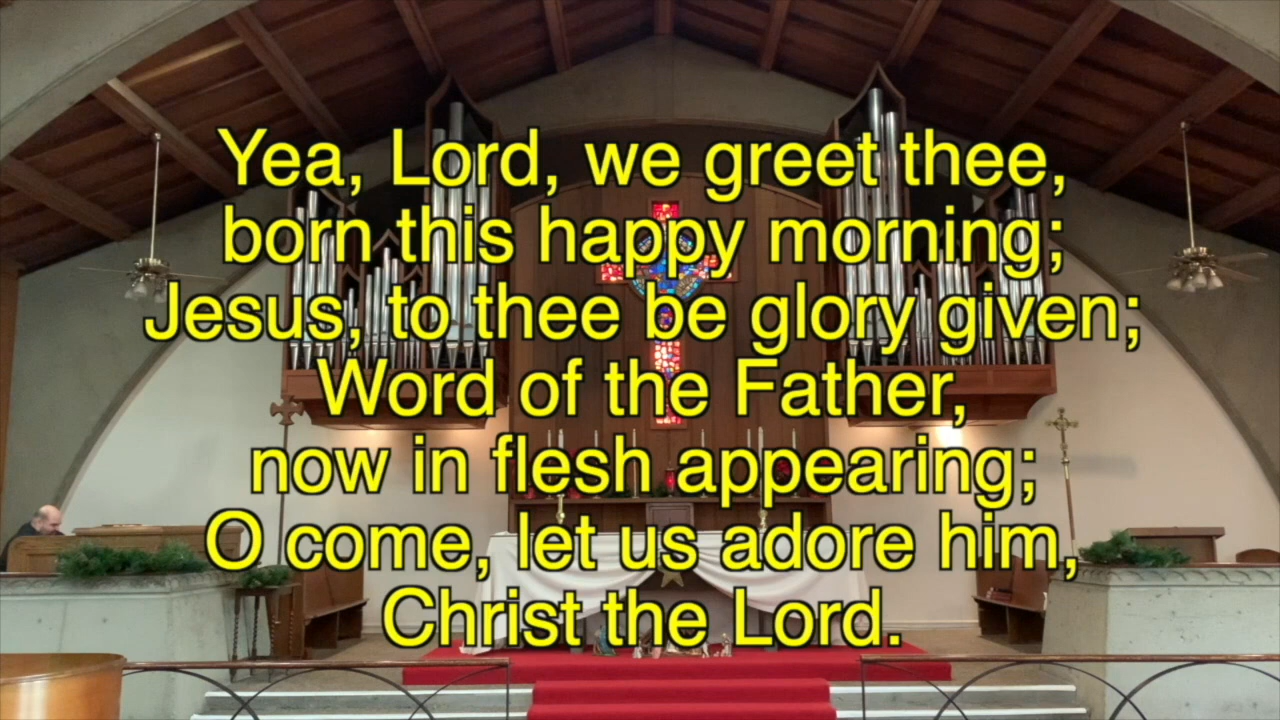 Yea, Lord, we greet thee,
born this happy morning;
Jesus, to thee be glory given;
Word of the Father,
now in flesh appearing;
O come, let us adore him,
Christ the Lord.